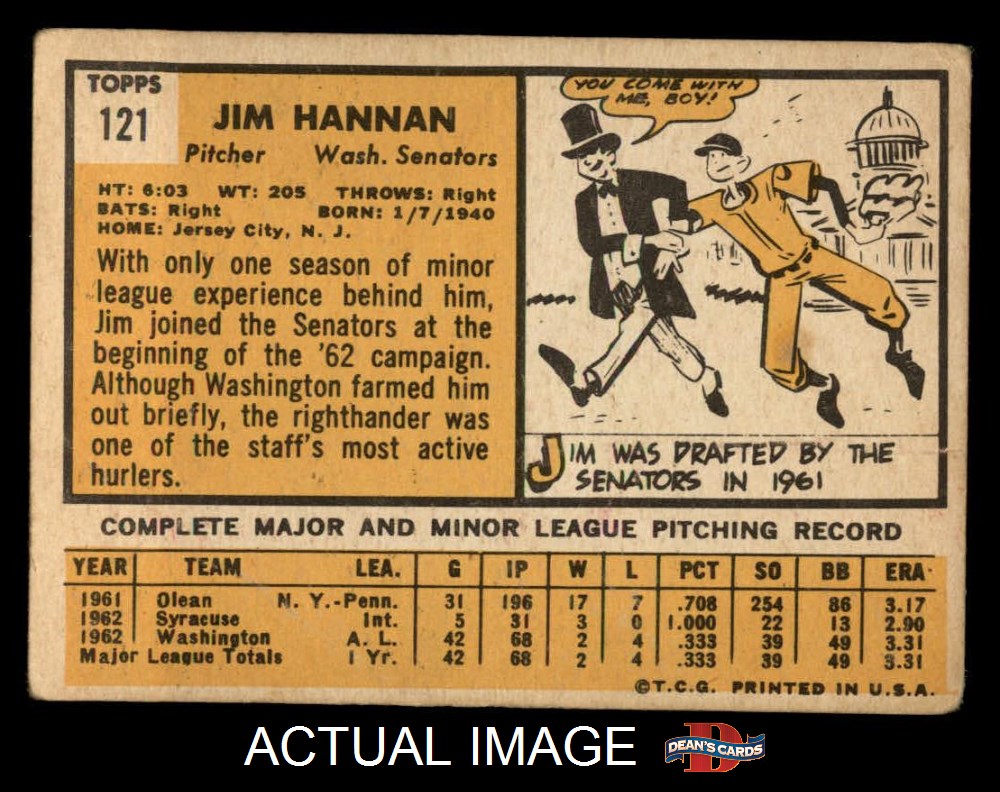 TOPPS
121
JIM HANNAN
Pitcher Wash. Senators
HT: 6:03 WT: 205 THROWS: Right
BATS: Right BORN: 1/7/1940
HOME: Jersey City, N. J.
With only one season of minor
league experience behind him,
Jim joined the Senators at the
beginning of the '62 campaign.
Although Washington farmed him
out briefly, the righthander was
one of the staff's most active
hurlers.
YOU COME WITH
ME, BOY!
JIM WAS DRAFTED BY THE
SENATORS IN 1961
COMPLETE MAJOR AND MINOR LEAGUE PITCHING RECORD
YEAR TEAM LEA. G IP W L PCT SO BB ERA
1961 Olean N. Y.-Penn. 31 196 17 7 .708 254 86 3.17
1962 Syracuse Int. 5 31 3 0 1.000 22 13 2.90
1962 Washington A. L. 42 68 2 4 .333 39 49 3.31
Major League Totals 1 Yr. 42 68 2 4 .333 39 49 3.31
©T.C.G. PRINTED IN U.S.A.
ACTUAL IMAGE
D
DEAN'S CARDS